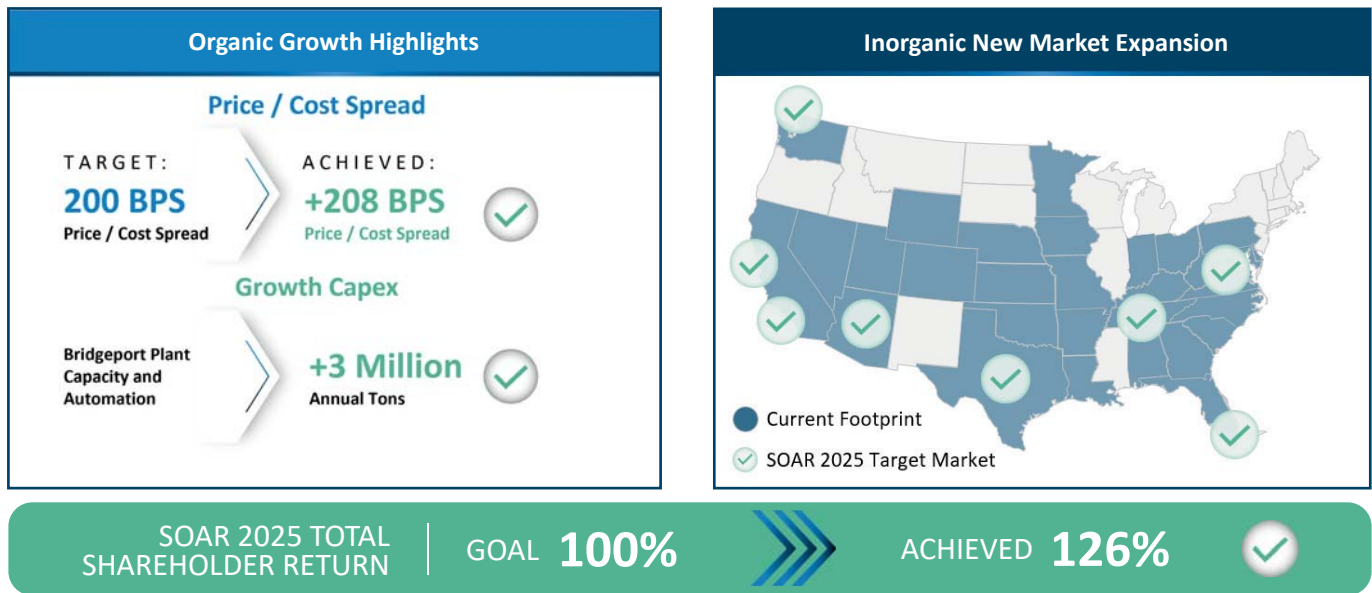 Organic Growth Highlights
Price / Cost Spread
TARGET:
200 BPS
Price / Cost Spread
ACHIEVED:
+208 BPS
Price / Cost Spread
Growth Capex
Bridgeport Plant
Capacity and
Automation
+3 Million
Annual Tons
Inorganic New Market Expansion
Current Footprint
SOAR 2025 Target Market
SOAR 2025 TOTAL
SHAREHOLDER RETURN
GOAL 100%
ACHIEVED 126%